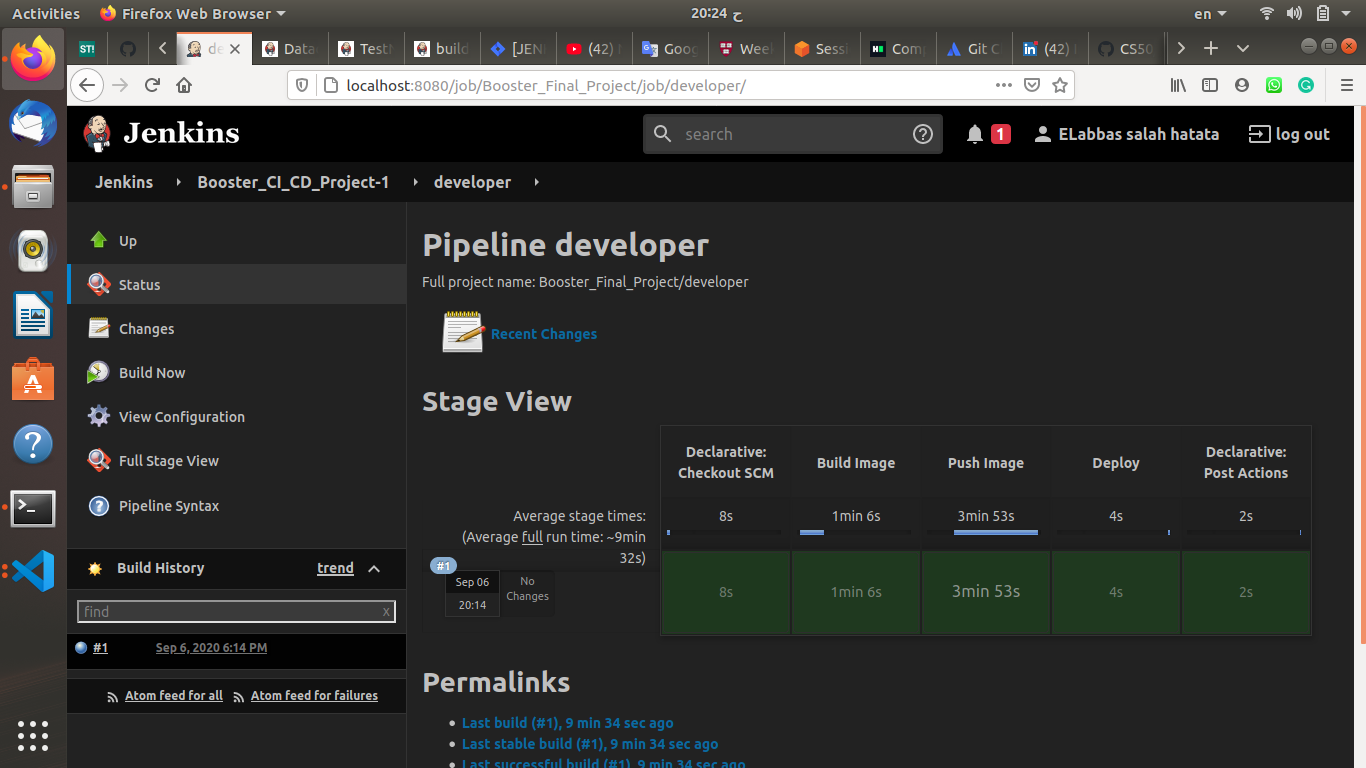 Activities
Firefox Web Browser
20:24 ح
en
ST!
de
Data
Testh
build
[JEN
(42)
Goog
Week
Sessi
Comp
Git C
(42)
CS50
localhost:8080/job/Booster_Final_Project/job/developer/
Jenkins
search
1
ELabbas salah hatata
log out
Jenkins
Booster_CI_CD_Project-1
developer
Up
Status
Changes
Build Now
View Configuration
Full Stage View
Pipeline Syntax
Build History
trend
find
x
#1
Sep 6, 2020 6:14 PM
Atom feed for all
Atom feed for failures
Pipeline developer
Full project name: Booster_Final_Project/developer
Recent Changes
Stage View
Declarative:
Checkout SCM
Build Image
Push Image
Deploy
Declarative:
Post Actions
Average stage times:
(Average full run time: ~9min
32s)
8s
1min 6s
3min 53s
4s
2s
#1
Sep 06
20:14
No
Changes
8s
1min 6s
3min 53s
4s
2s
Permalinks
Last build (#1), 9 min 34 sec ago
Last stable build (#1), 9 min 34 sec ago
Last successful build (#1), 9 min 34 sec ago